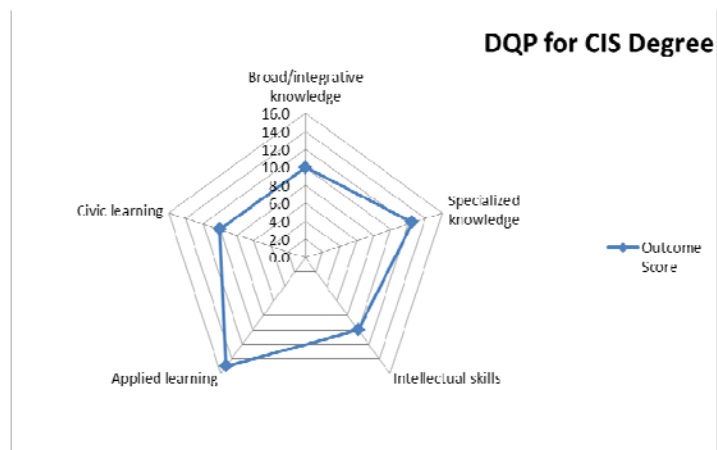 DQP for CIS Degree
Broad/integrative
knowledge
16.0
14.0
12.0
10.0
8.0
6.0
4.0
2.0
0.0
Specialized
knowledge
Civic learning
Outcome
Score
Applied learning
Intellectual skills